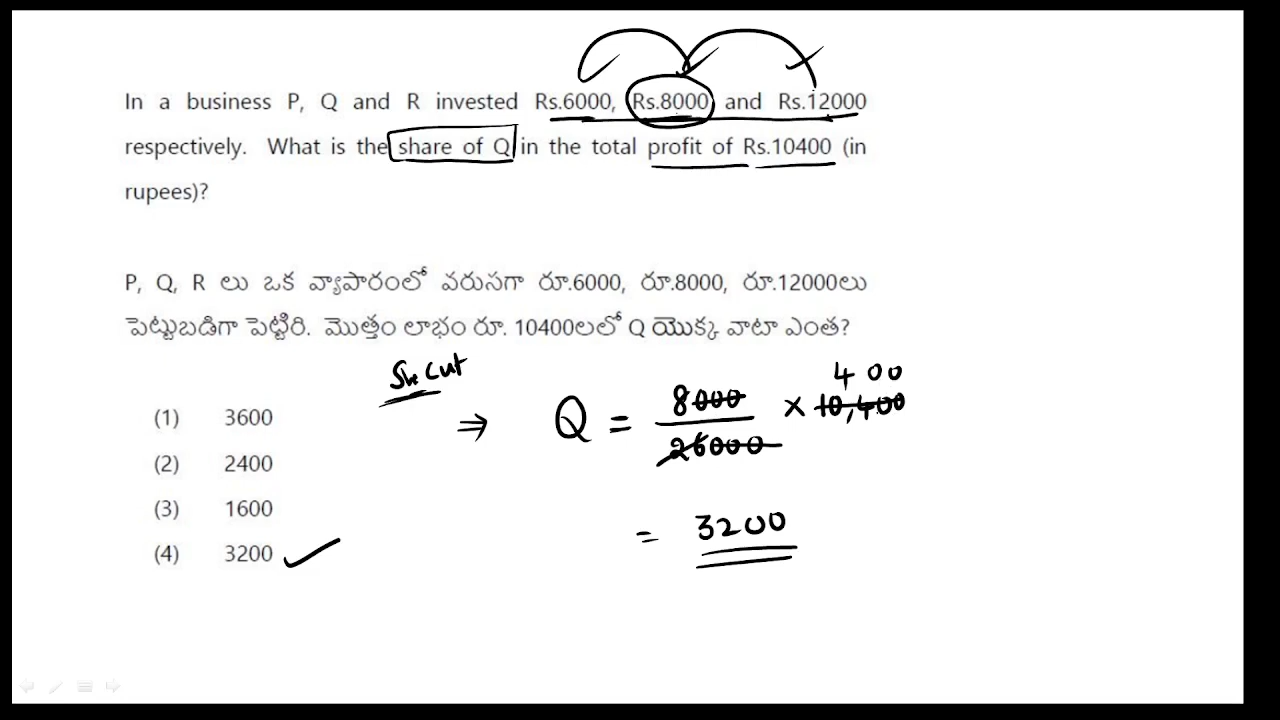 In a business P, Q and R invested Rs.6000, Rs.8000 and Rs.12000
respectively. What is the share of Q in the total profit of Rs.10400 (in
rupees)?
P, Q, R లు ఒక వ్యాపారంలో వరుసగా రూ.6000, రూ.8000, రూ.12000లు
పెట్టుబడిగా పెట్టిరి. మొత్తం లాభం రూ. 10400లలో Q యొక్క వాటా ఎంత?
(1) 3600
(2) 2400
(3) 1600
(4) 3200
cut
400
⇒ Q = 8000 / 26000 × 10,400
= 3200